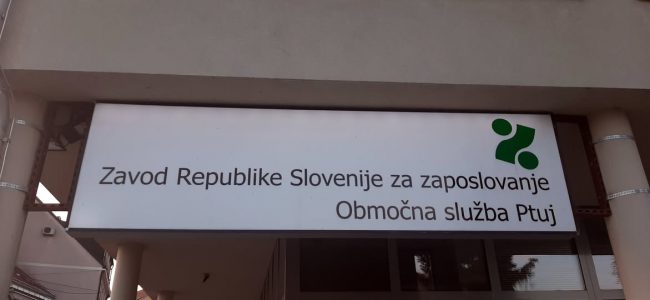 Zavod Republike Slovenije za zaposlovanje
Območna služba Ptuj